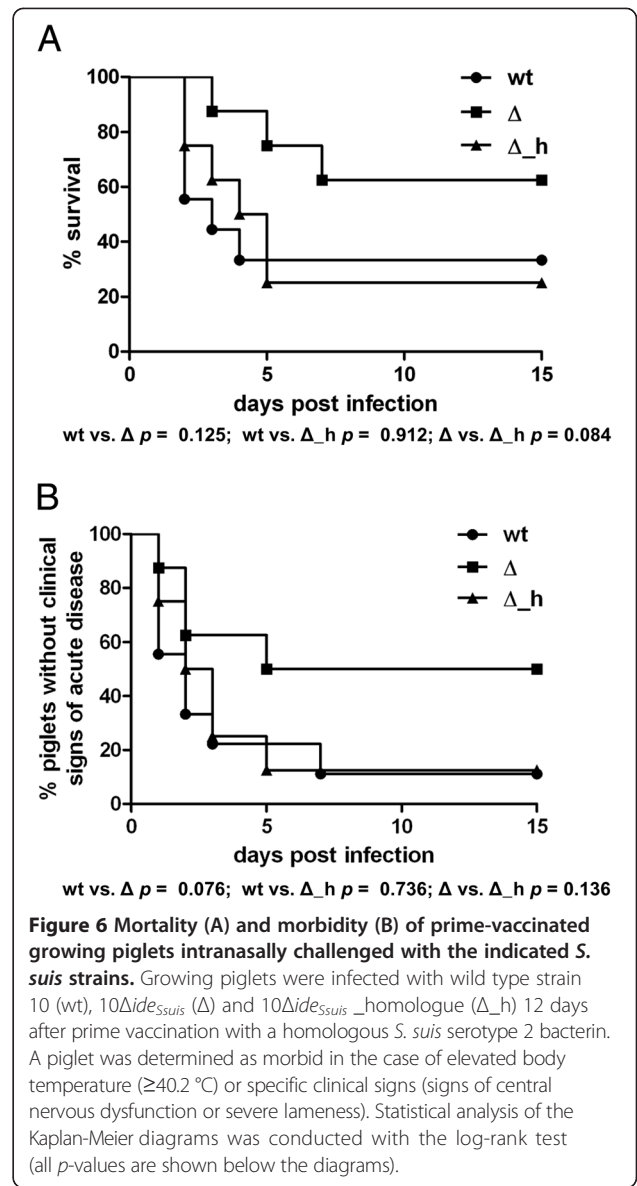 A
100
80
60
40
20
0
% survival
wt
Δ
Δ_h
0 5 10 15
days post infection
wt vs. Δ p = 0.125; wt vs. Δ_h p = 0.912; Δ vs. Δ_h p = 0.084
B
100
80
60
40
20
0
% piglets without clinical
signs of acute disease
wt
Δ
Δ_h
0 5 10 15
days post infection
wt vs. Δ p = 0.076; wt vs. Δ_h p = 0.736; Δ vs. Δ_h p = 0.136
Figure 6 Mortality (A) and morbidity (B) of prime-vaccinated
growing piglets intranasally challenged with the indicated S.
suis strains. Growing piglets were infected with wild type strain
10 (wt), 10Δide_Ssuis (Δ) and 10Δide_Ssuis _homologue (Δ_h) 12 days
after prime vaccination with a homologous S. suis serotype 2 bacterin.
A piglet was determined as morbid in the case of elevated body
temperature (≥40.2 °C) or specific clinical signs (signs of central
nervous dysfunction or severe lameness). Statistical analysis of the
Kaplan-Meier diagrams was conducted with the log-rank test
(all p-values are shown below the diagrams).